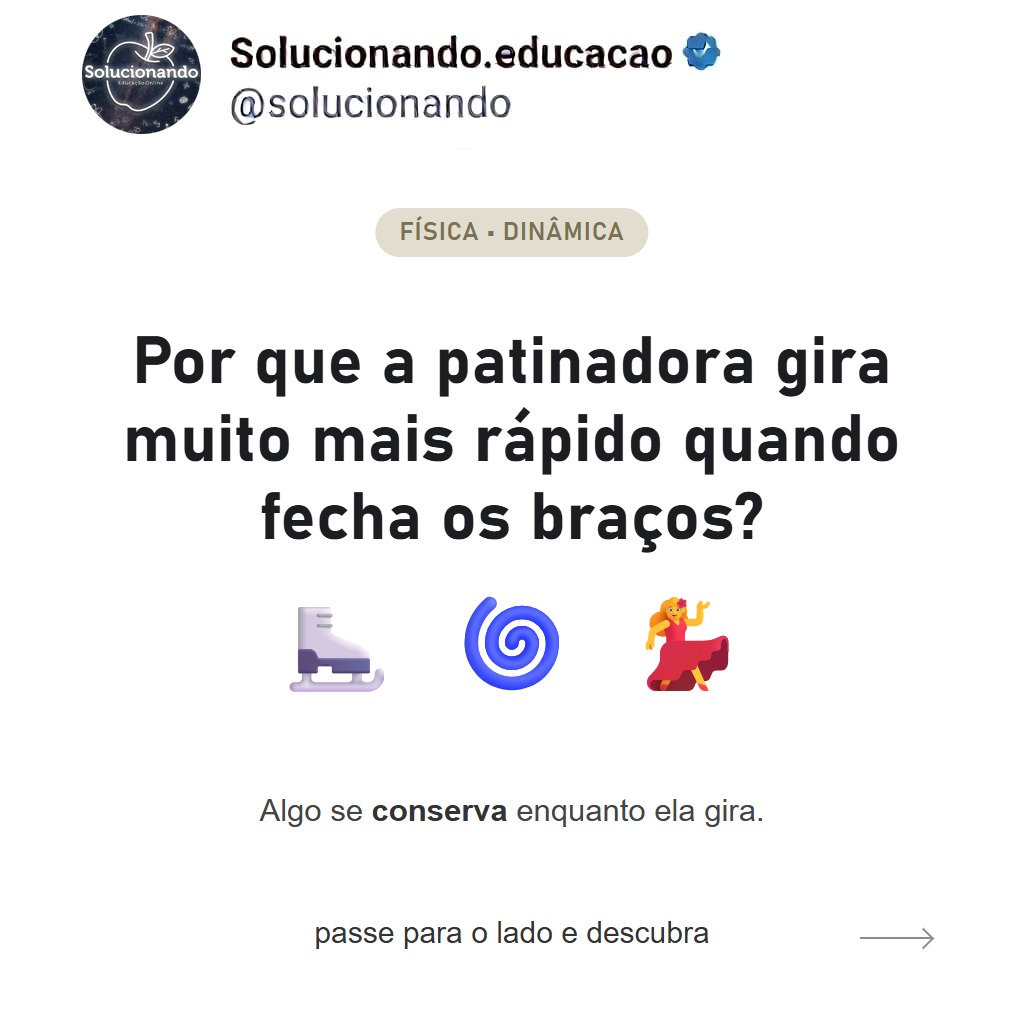 Solucionando
Educação Online
Solucionando.educacao
@solucionando
FÍSICA ▪ DINÂMICA
Por que a patinadora gira
muito mais rápido quando
fecha os braços?
Algo se conserva enquanto ela gira.
passe para o lado e descubra